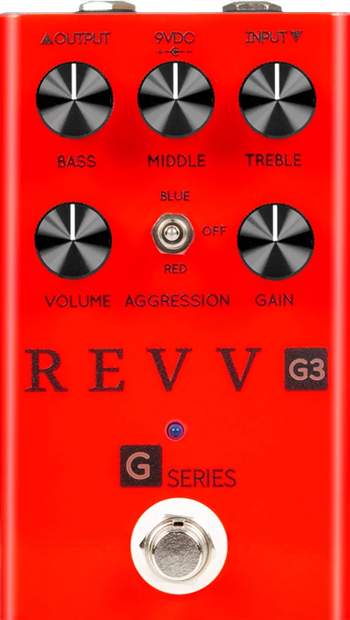 OUTPUT 9VDC INPUT
BASS MIDDLE TREBLE
BLUE
OFF
RED
VOLUME AGGRESSION GAIN
REVV G3
G SERIES